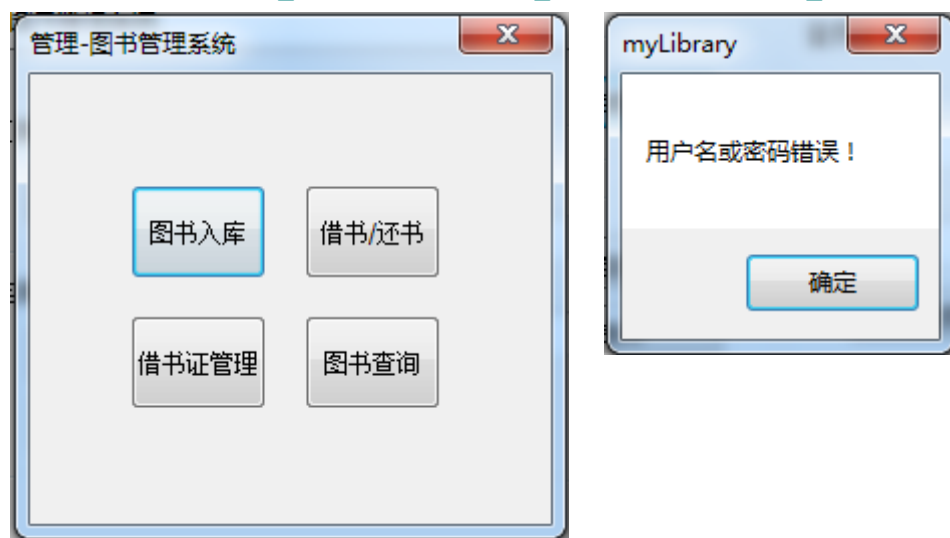 管理-图书管理系统
图书入库
借书/还书
借书证管理
图书查询
myLibrary
用户名或密码错误！
确定